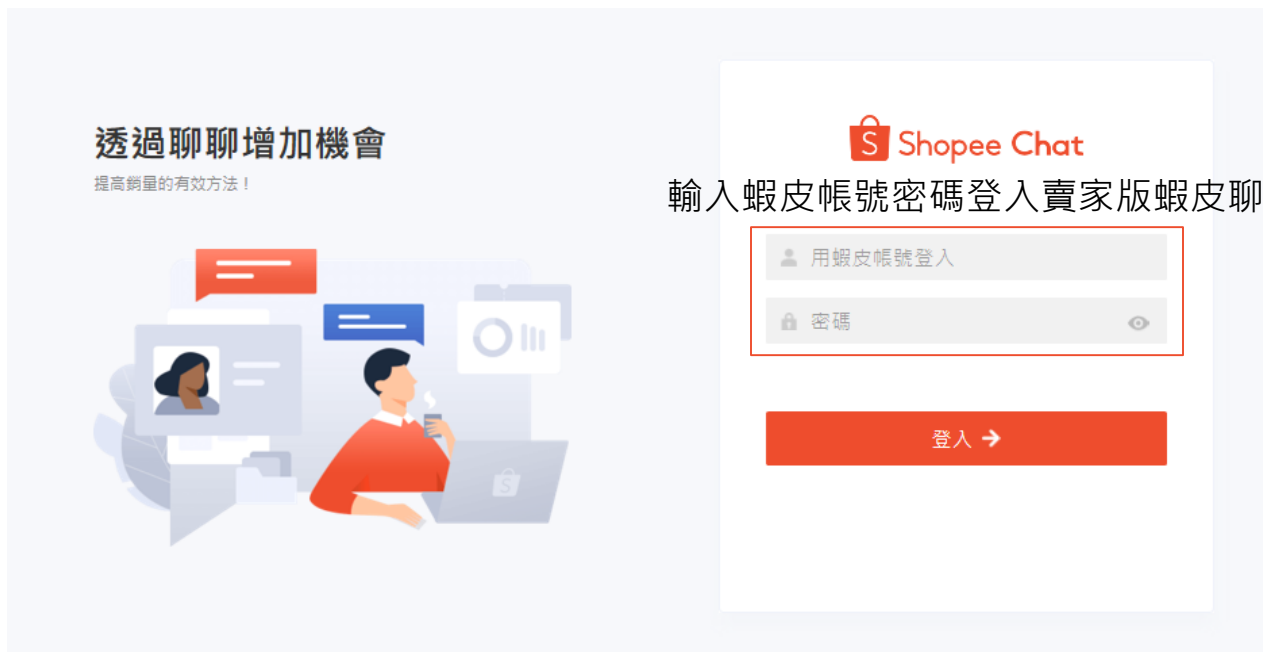 透過聊聊增加機會
提高銷量的有效方法！
S Shopee Chat
輸入蝦皮帳號密碼登入賣家版蝦皮聊
用蝦皮帳號登入
密碼
登入
S